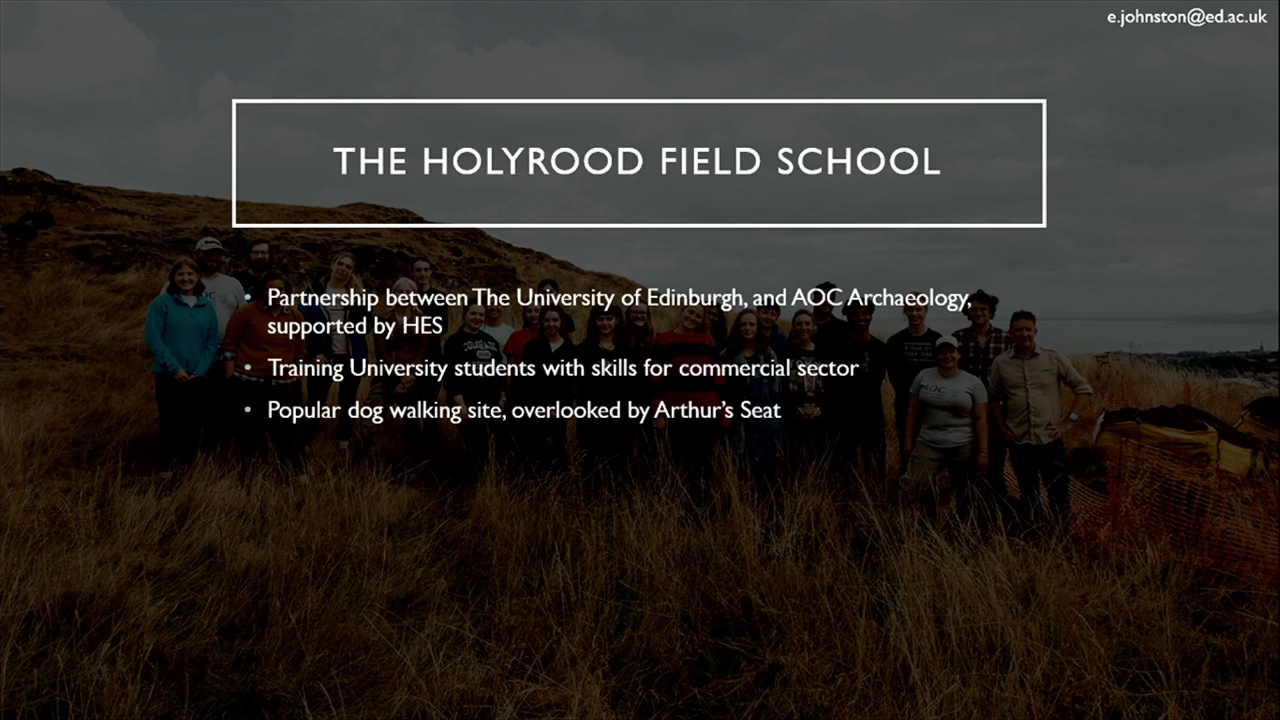 e.johnston@ed.ac.uk
THE HOLYROOD FIELD SCHOOL
• Partnership between The University of Edinburgh, and AOC Archaeology,
supported by HES
• Training University students with skills for commercial sector
• Popular dog walking site, overlooked by Arthur's Seat
AOC